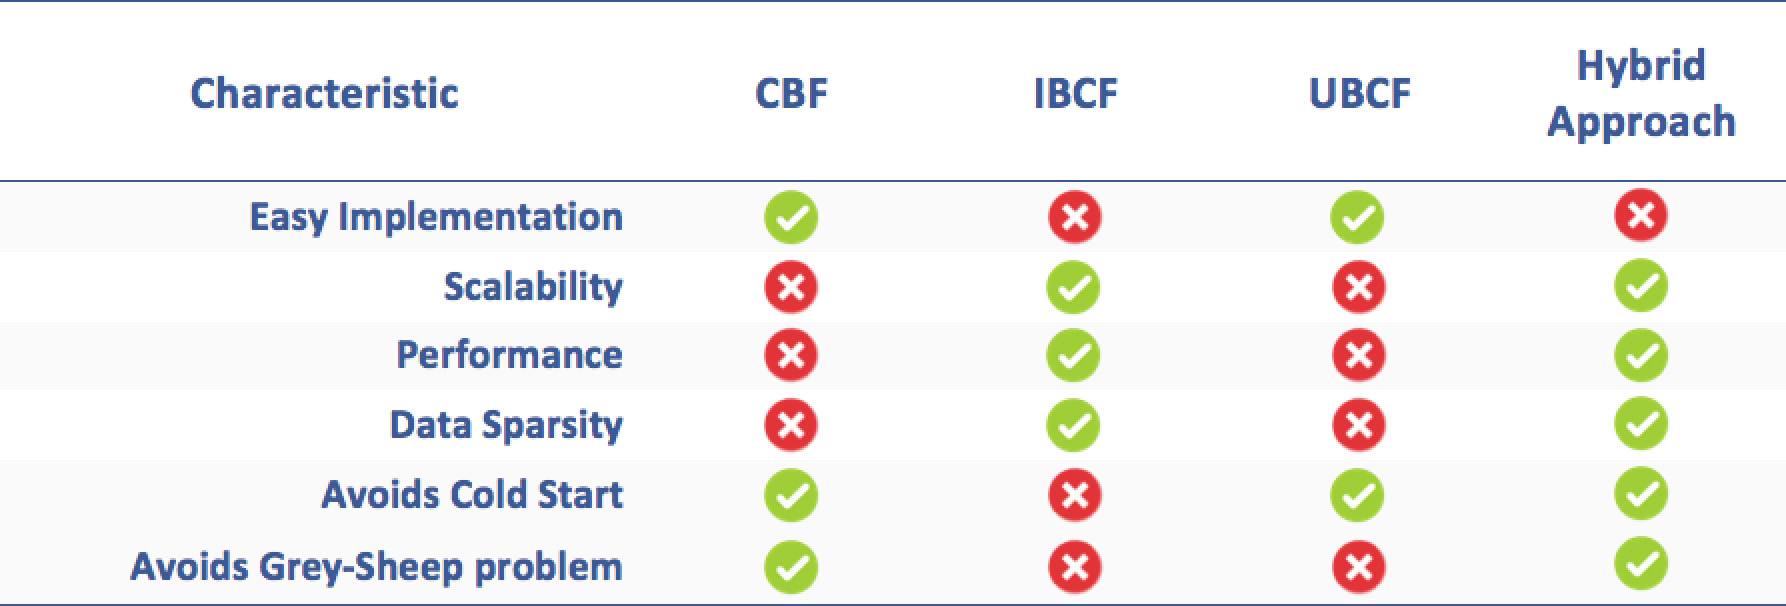 Characteristic CBF IBCF UBCF Hybrid Approach
Easy Implementation
Scalability
Performance
Data Sparsity
Avoids Cold Start
Avoids Grey-Sheep problem